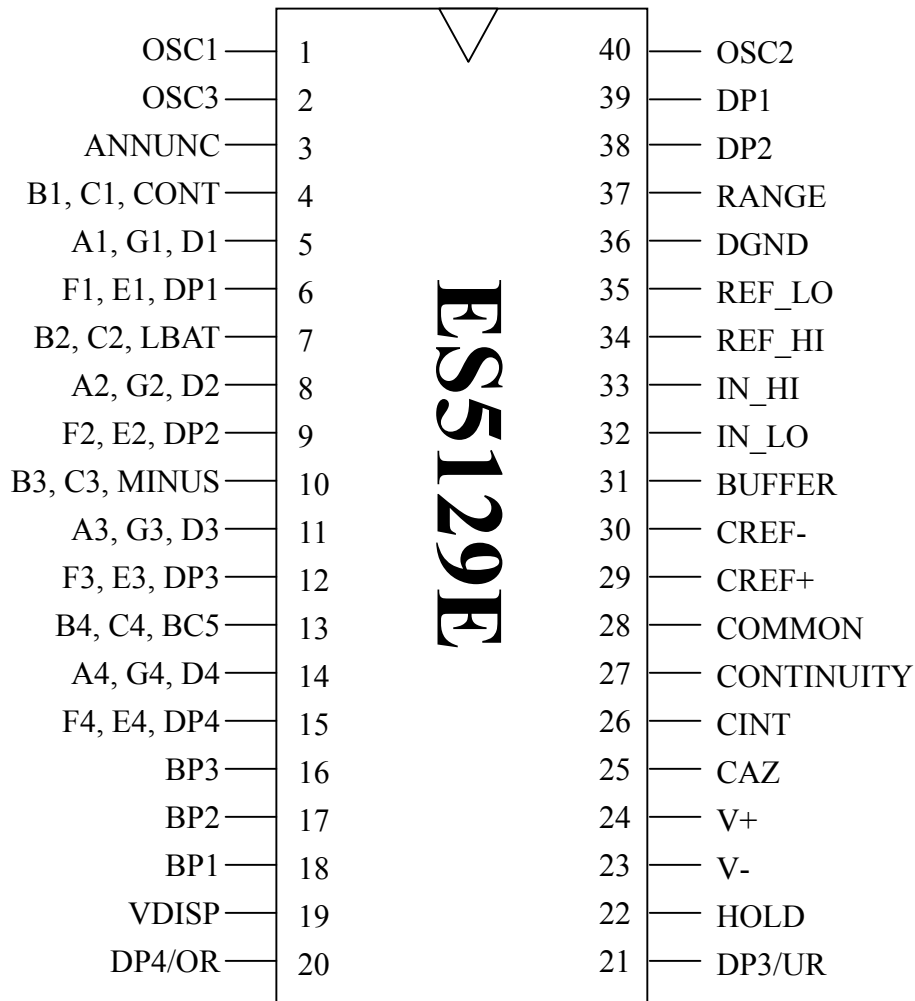 OSC1 1 40 OSC2
OSC3 2 39 DP1
ANNUNC 3 38 DP2
B1, C1, CONT 4 37 RANGE
A1, G1, D1 5 36 DGND
F1, E1, DP1 6 35 REF_LO
B2, C2, LBAT 7 34 REF_HI
A2, G2, D2 8 33 IN_HI
F2, E2, DP2 9 32 IN_LO
B3, C3, MINUS 10 31 BUFFER
A3, G3, D3 11 30 CREF-
F3, E3, DP3 12 29 CREF+
B4, C4, BC5 13 28 COMMON
A4, G4, D4 14 27 CONTINUITY
F4, E4, DP4 15 26 CINT
BP3 16 25 CAZ
BP2 17 24 V+
BP1 18 23 V-
VDISP 19 22 HOLD
DP4/OR 20 21 DP3/UR
ES5129E